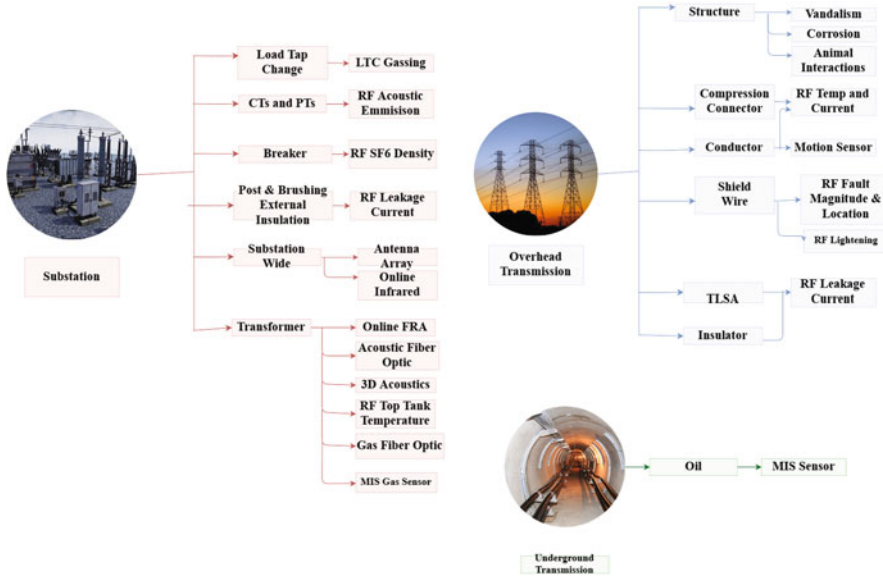 Load Tap
Change
LTC Gassing
CTs and PTs
RF Acoustic
Emmisison
Breaker
RF SF6 Density
Post & Brushing
External
Insulation
RF Leakage
Current
Substation
Wide
Antenna
Array
Online
Infrared
Transformer
Online FRA
Acoustic Fiber
Optic
3D Acoustics
RF Top Tank
Temperature
Gas Fiber Optic
MIS Gas Sensor
Substation
Structure
Vandalism
Corrosion
Animal
Interactions
Compression
Connector
RF Temp and
Current
Conductor
Motion Sensor
Shield
Wire
RF Fault
Magnitude &
Location
RF Lightening
TLSA
RF Leakage
Current
Insulator
Overhead
Transmission
Oil
MIS Sensor
Underground
Transmission